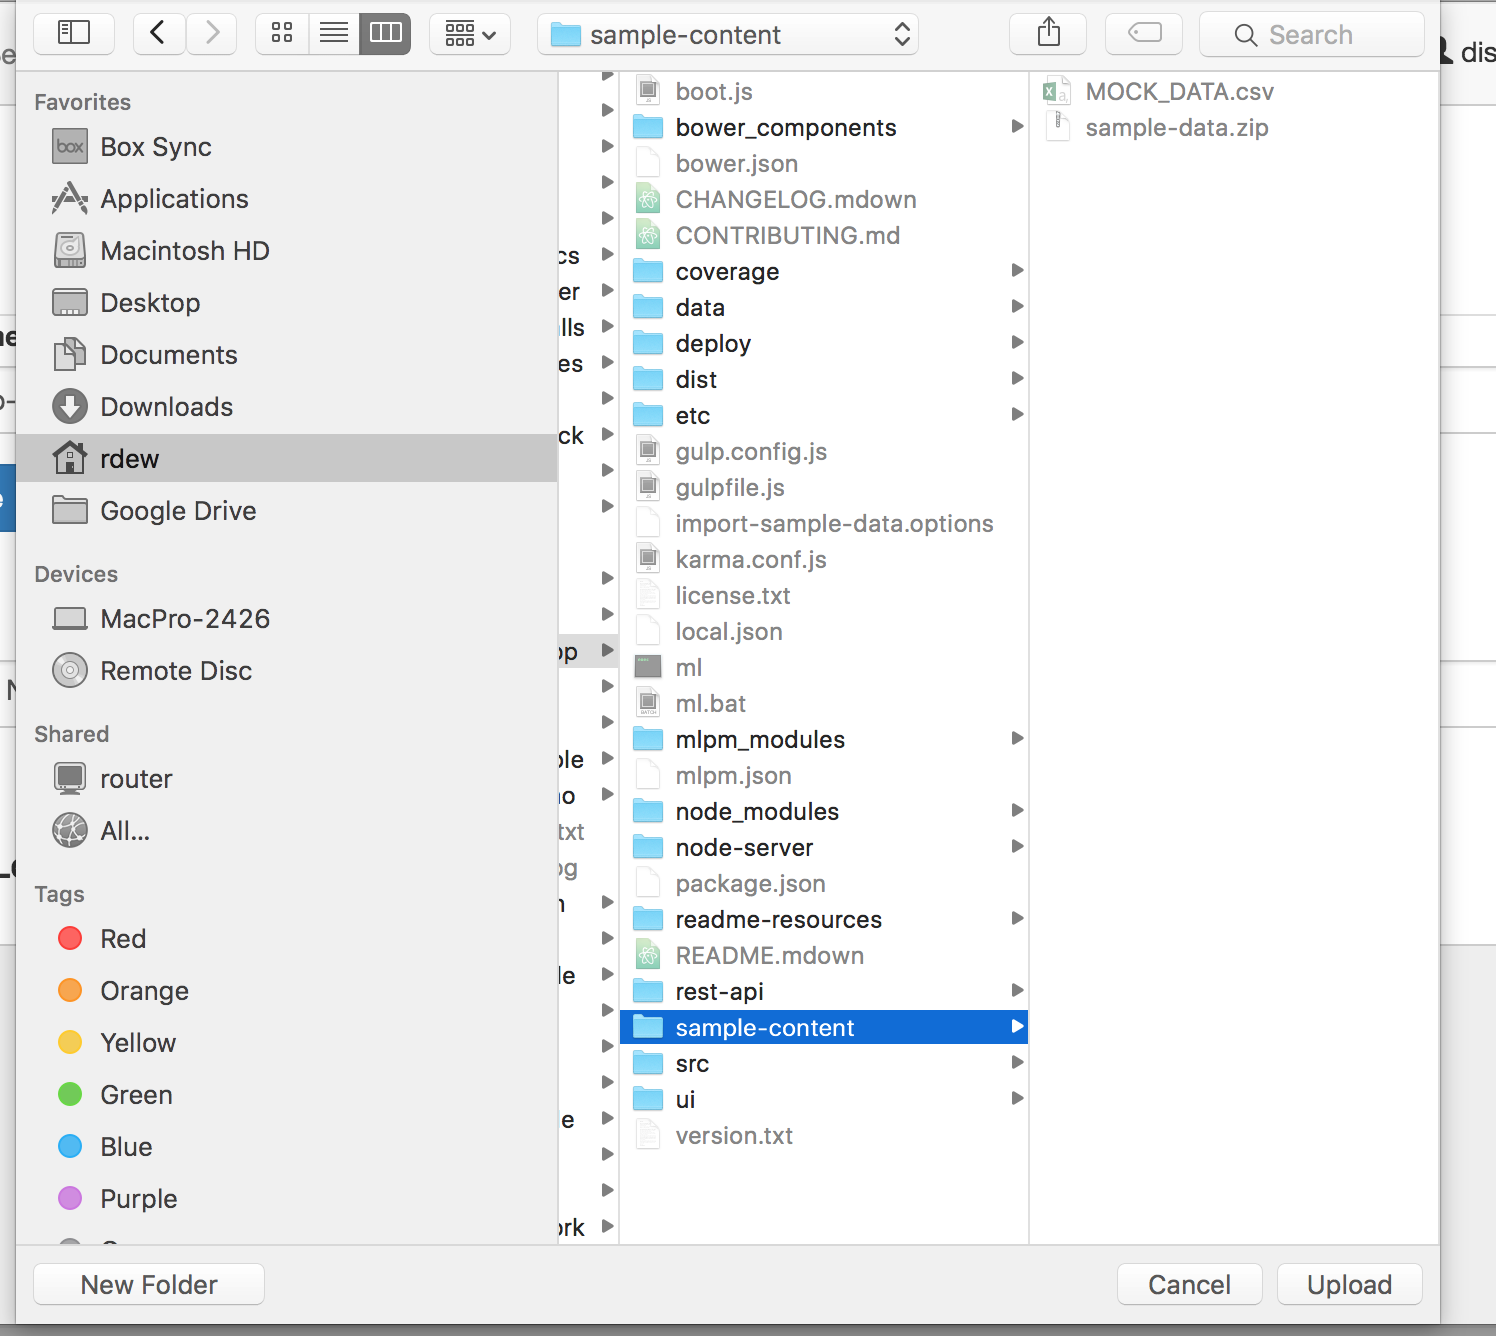 sample-content
Search
dis
Favorites
Box Sync
Applications
Macintosh HD
Desktop
Documents
Downloads
rdew
Google Drive
Devices
MacPro-2426
Remote Disc
Shared
router
All...
Tags
Red
Orange
Yellow
Green
Blue
Purple
cs
er
lls
es
ck
op
ole
no
txt
og
n
le
e
ork
boot.js
bower_components
bower.json
CHANGELOG.mdown
CONTRIBUTING.md
coverage
data
deploy
dist
etc
gulp.config.js
gulpfile.js
import-sample-data.options
karma.conf.js
license.txt
local.json
ml
ml.bat
mlpm_modules
mlpm.json
node_modules
node-server
package.json
readme-resources
README.mdown
rest-api
sample-content
src
ui
version.txt
MOCK_DATA.csv
sample-data.zip
New Folder
Cancel
Upload